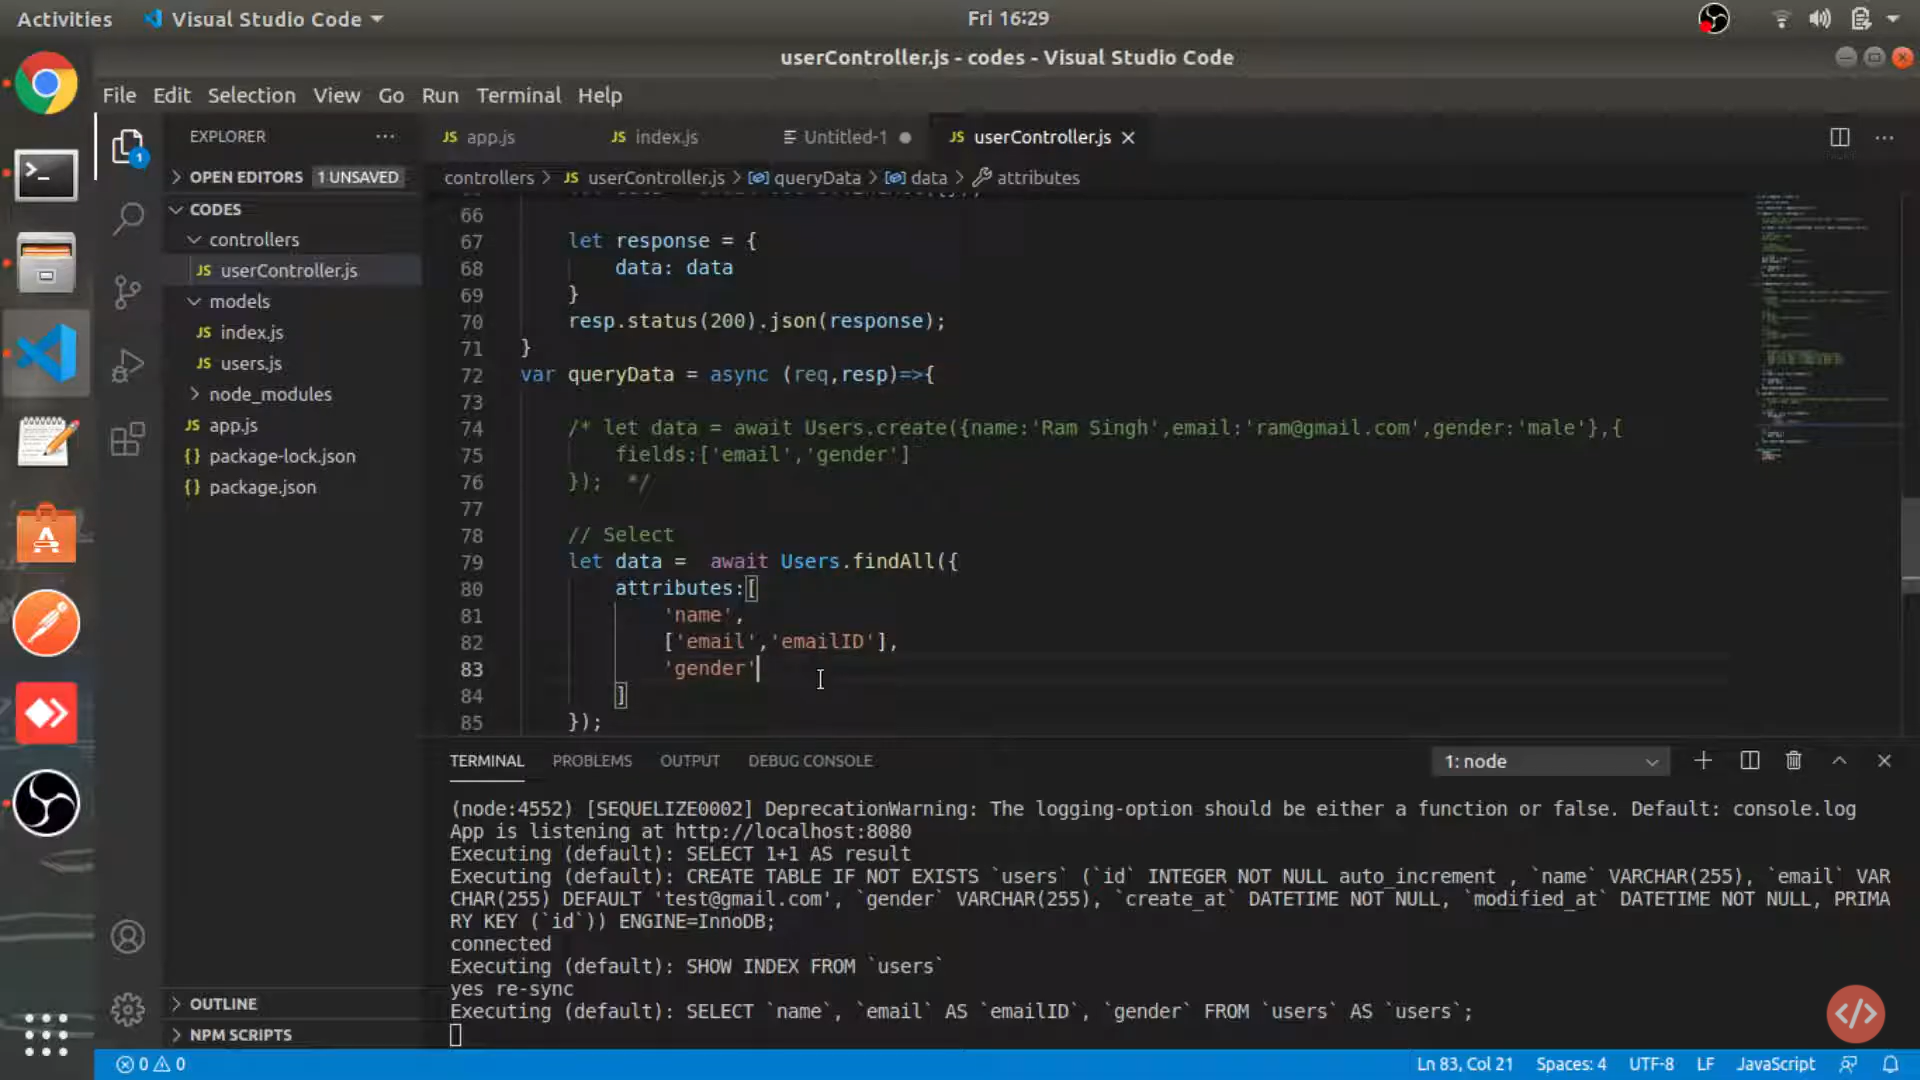 Activities
Visual Studio Code
Fri 16:29
userController.js - codes - Visual Studio Code
File Edit Selection View Go Run Terminal Help
EXPLORER
OPEN EDITORS 1 UNSAVED
CODES
controllers
JS userController.js
models
JS index.js
JS users.js
node_modules
JS app.js
{} package-lock.json
{} package.json
OUTLINE
NPM SCRIPTS
1
JS app.js
JS index.js
Untitled-1
JS userController.js
controllers > JS userController.js > queryData > data > attributes
66
67 let response = {
68 data: data
69 }
70 resp.status(200).json(response);
71 }
72 var queryData = async (req,resp)=>{
73
74 /* let data = await Users.create({name:'Ram Singh',email:'ram@gmail.com',gender:'male'},{
75 fields:['email','gender']
76 }); */
77
78 // Select
79 let data = await Users.findAll({
80 attributes:[
81 'name',
82 ['email','emailID'],
83 'gender'
84 ]
85 });
TERMINAL PROBLEMS OUTPUT DEBUG CONSOLE
1: node
(node:4552) [SEQUELIZE0002] DeprecationWarning: The logging-option should be either a function or false. Default: console.log
App is listening at http://localhost:8080
Executing (default): SELECT 1+1 AS result
Executing (default): CREATE TABLE IF NOT EXISTS `users` (`id` INTEGER NOT NULL auto_increment , `name` VARCHAR(255), `email` VAR
CHAR(255) DEFAULT 'test@gmail.com', `gender` VARCHAR(255), `create_at` DATETIME NOT NULL, `modified_at` DATETIME NOT NULL, PRIMA
RY KEY (`id`)) ENGINE=InnoDB;
connected
Executing (default): SHOW INDEX FROM `users`
yes re-sync
Executing (default): SELECT `name`, `email` AS `emailID`, `gender` FROM `users` AS `users`;
0 0
Ln 83, Col 21 Spaces: 4 UTF-8 LF JavaScript